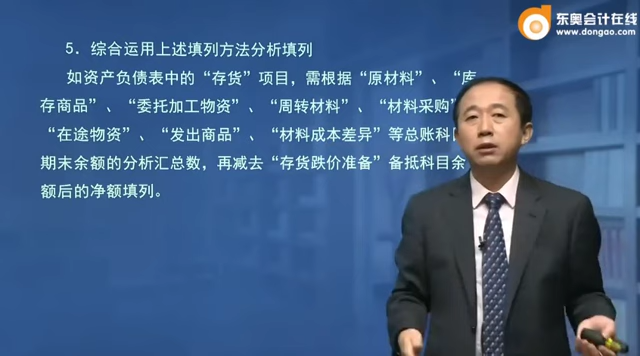 东奥会计在线
www.dongao.com
5．综合运用上述填列方法分析填列
如资产负债表中的“存货”项目，需根据“原材料”、“库
存商品”、“委托加工物资”、“周转材料”、“材料采购”
“在途物资”、“发出商品”、“材料成本差异”等总账科
期末余额的分析汇总数，再减去“存货跌价准备”备抵科目余
额后的净额填列。